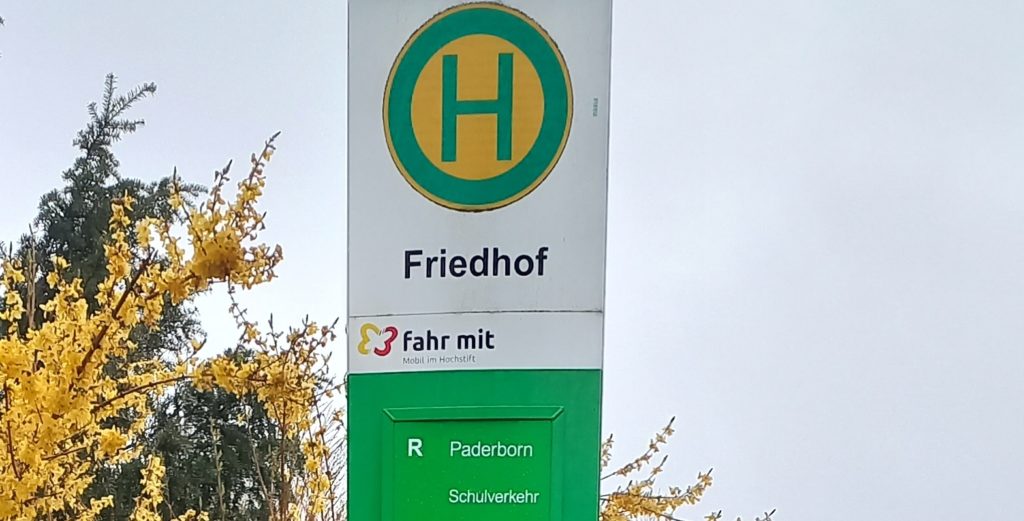 H
Friedhof
fahr mit
Mobil im Hochstift
R Paderborn
Schulverkehr